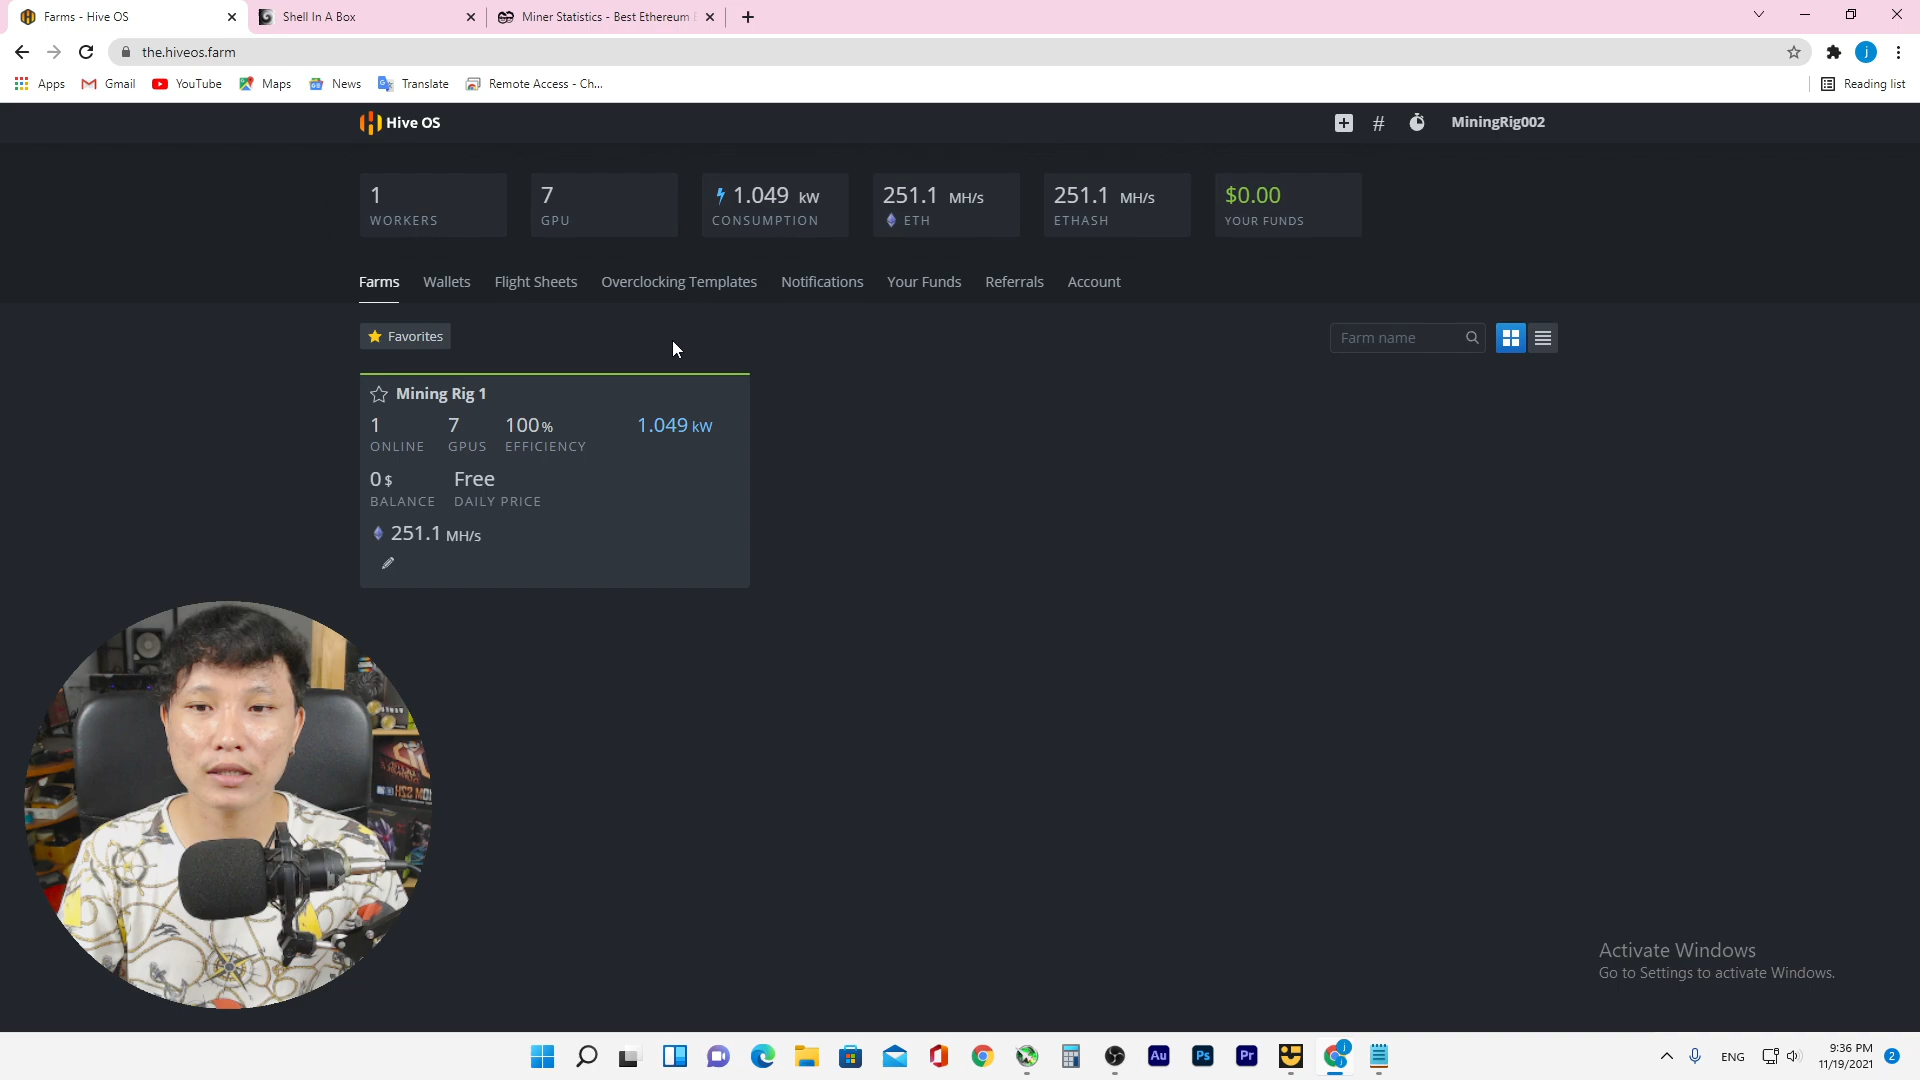 Farms - Hive OS
Shell In A Box
Miner Statistics - Best Ethereum
the.hiveos.farm
j
Apps
Gmail
YouTube
Maps
News
Translate
Remote Access - Ch...
Reading list
Hive OS
#
MiningRig002
1
WORKERS
7
GPU
1.049 kW
CONSUMPTION
251.1 MH/s
ETH
251.1 MH/s
ETHASH
$0.00
YOUR FUNDS
Farms
Wallets
Flight Sheets
Overclocking Templates
Notifications
Your Funds
Referrals
Account
Favorites
Farm name
Mining Rig 1
1
ONLINE
7
GPUS
100%
EFFICIENCY
1.049 kW
0 $
BALANCE
Free
DAILY PRICE
251.1 MH/s
Activate Windows
Go to Settings to activate Windows.
Au
Ps
Pr
ENG
9:36 PM
11/19/2021
2